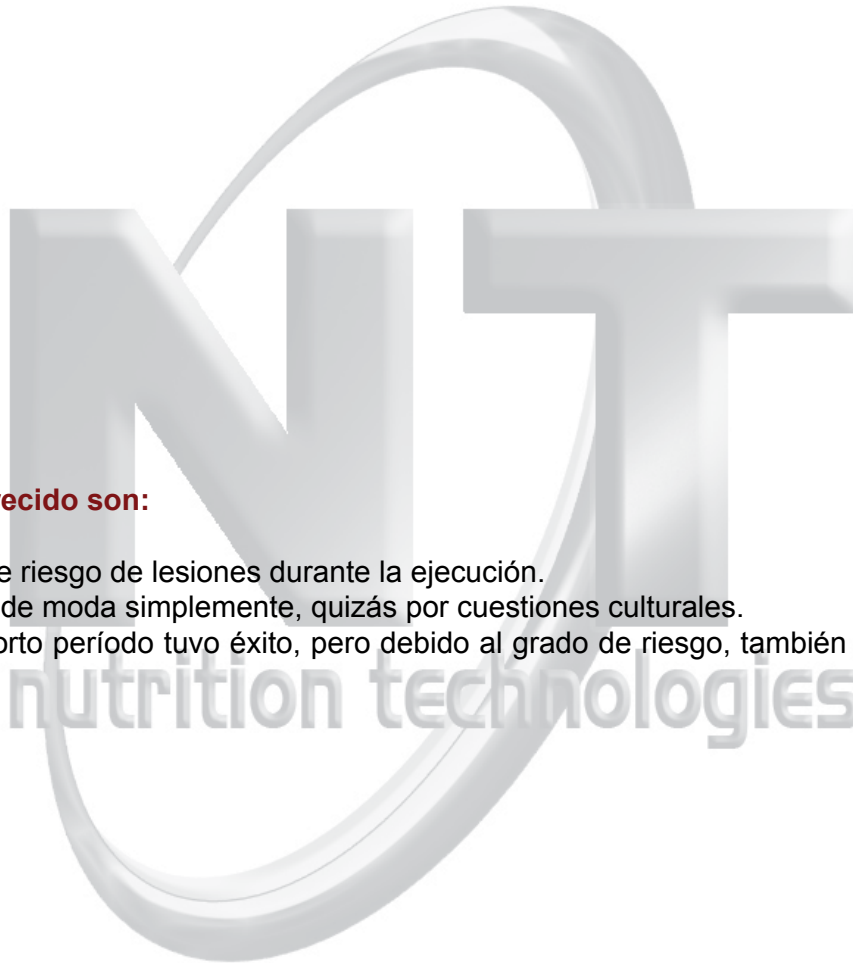 NT
ecido son:
e riesgo de lesiones durante la ejecución.
de moda simplemente, quizás por cuestiones culturales.
orto período tuvo éxito, pero debido al grado de riesgo, también
nutrition technologies